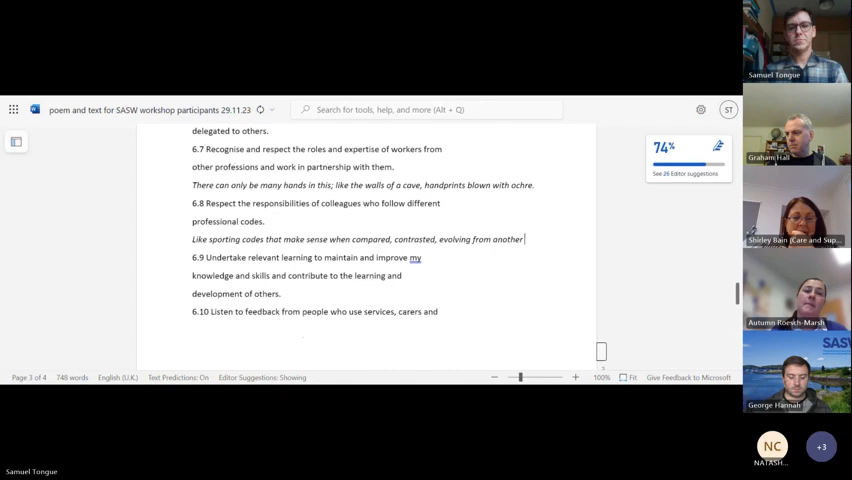 Samuel Tongue
poem and text for SASW workshop participants 29.11.23
Search for tools, help, and more (Alt + Q)
ST
delegated to others.
6.7 Recognise and respect the roles and expertise of workers from
other professions and work in partnership with them.
There can only be many hands in this; like the walls of a cave, handprints blown with ochre.
6.8 Respect the responsibilities of colleagues who follow different
professional codes.
Like sporting codes that make sense when compared, contrasted, evolving from another
6.9 Undertake relevant learning to maintain and improve my
knowledge and skills and contribute to the learning and
development of others.
6.10 Listen to feedback from people who use services, carers and
74%
See 26 Editor suggestions
Graham Hall
Shirley Bain (Care and Sup...
Autumn Roesch-Marsh
SAS
George Hannah
Page 3 of 4
748 words
English (U.K.)
Text Predictions: On
Editor Suggestions: Showing
100%
Fit
Give Feedback to Microsoft
NC
NATASH...
+3
Samuel Tongue